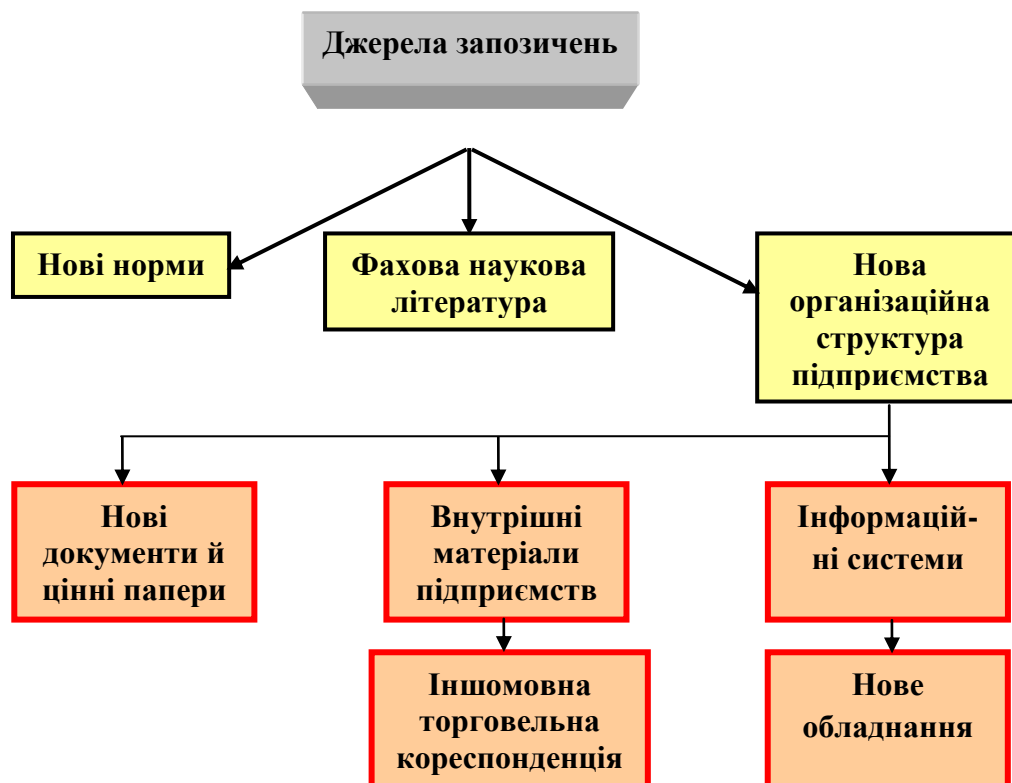 Джерела запозичень
Нові норми
Фахова наукова
література
Нова
організаційна
структура
підприємства
Нові
документи й
цінні папери
Внутрішні
матеріали
підприємств
Інформацій-
ні системи
Іншомовна
торговельна
кореспонденція
Нове
обладнання